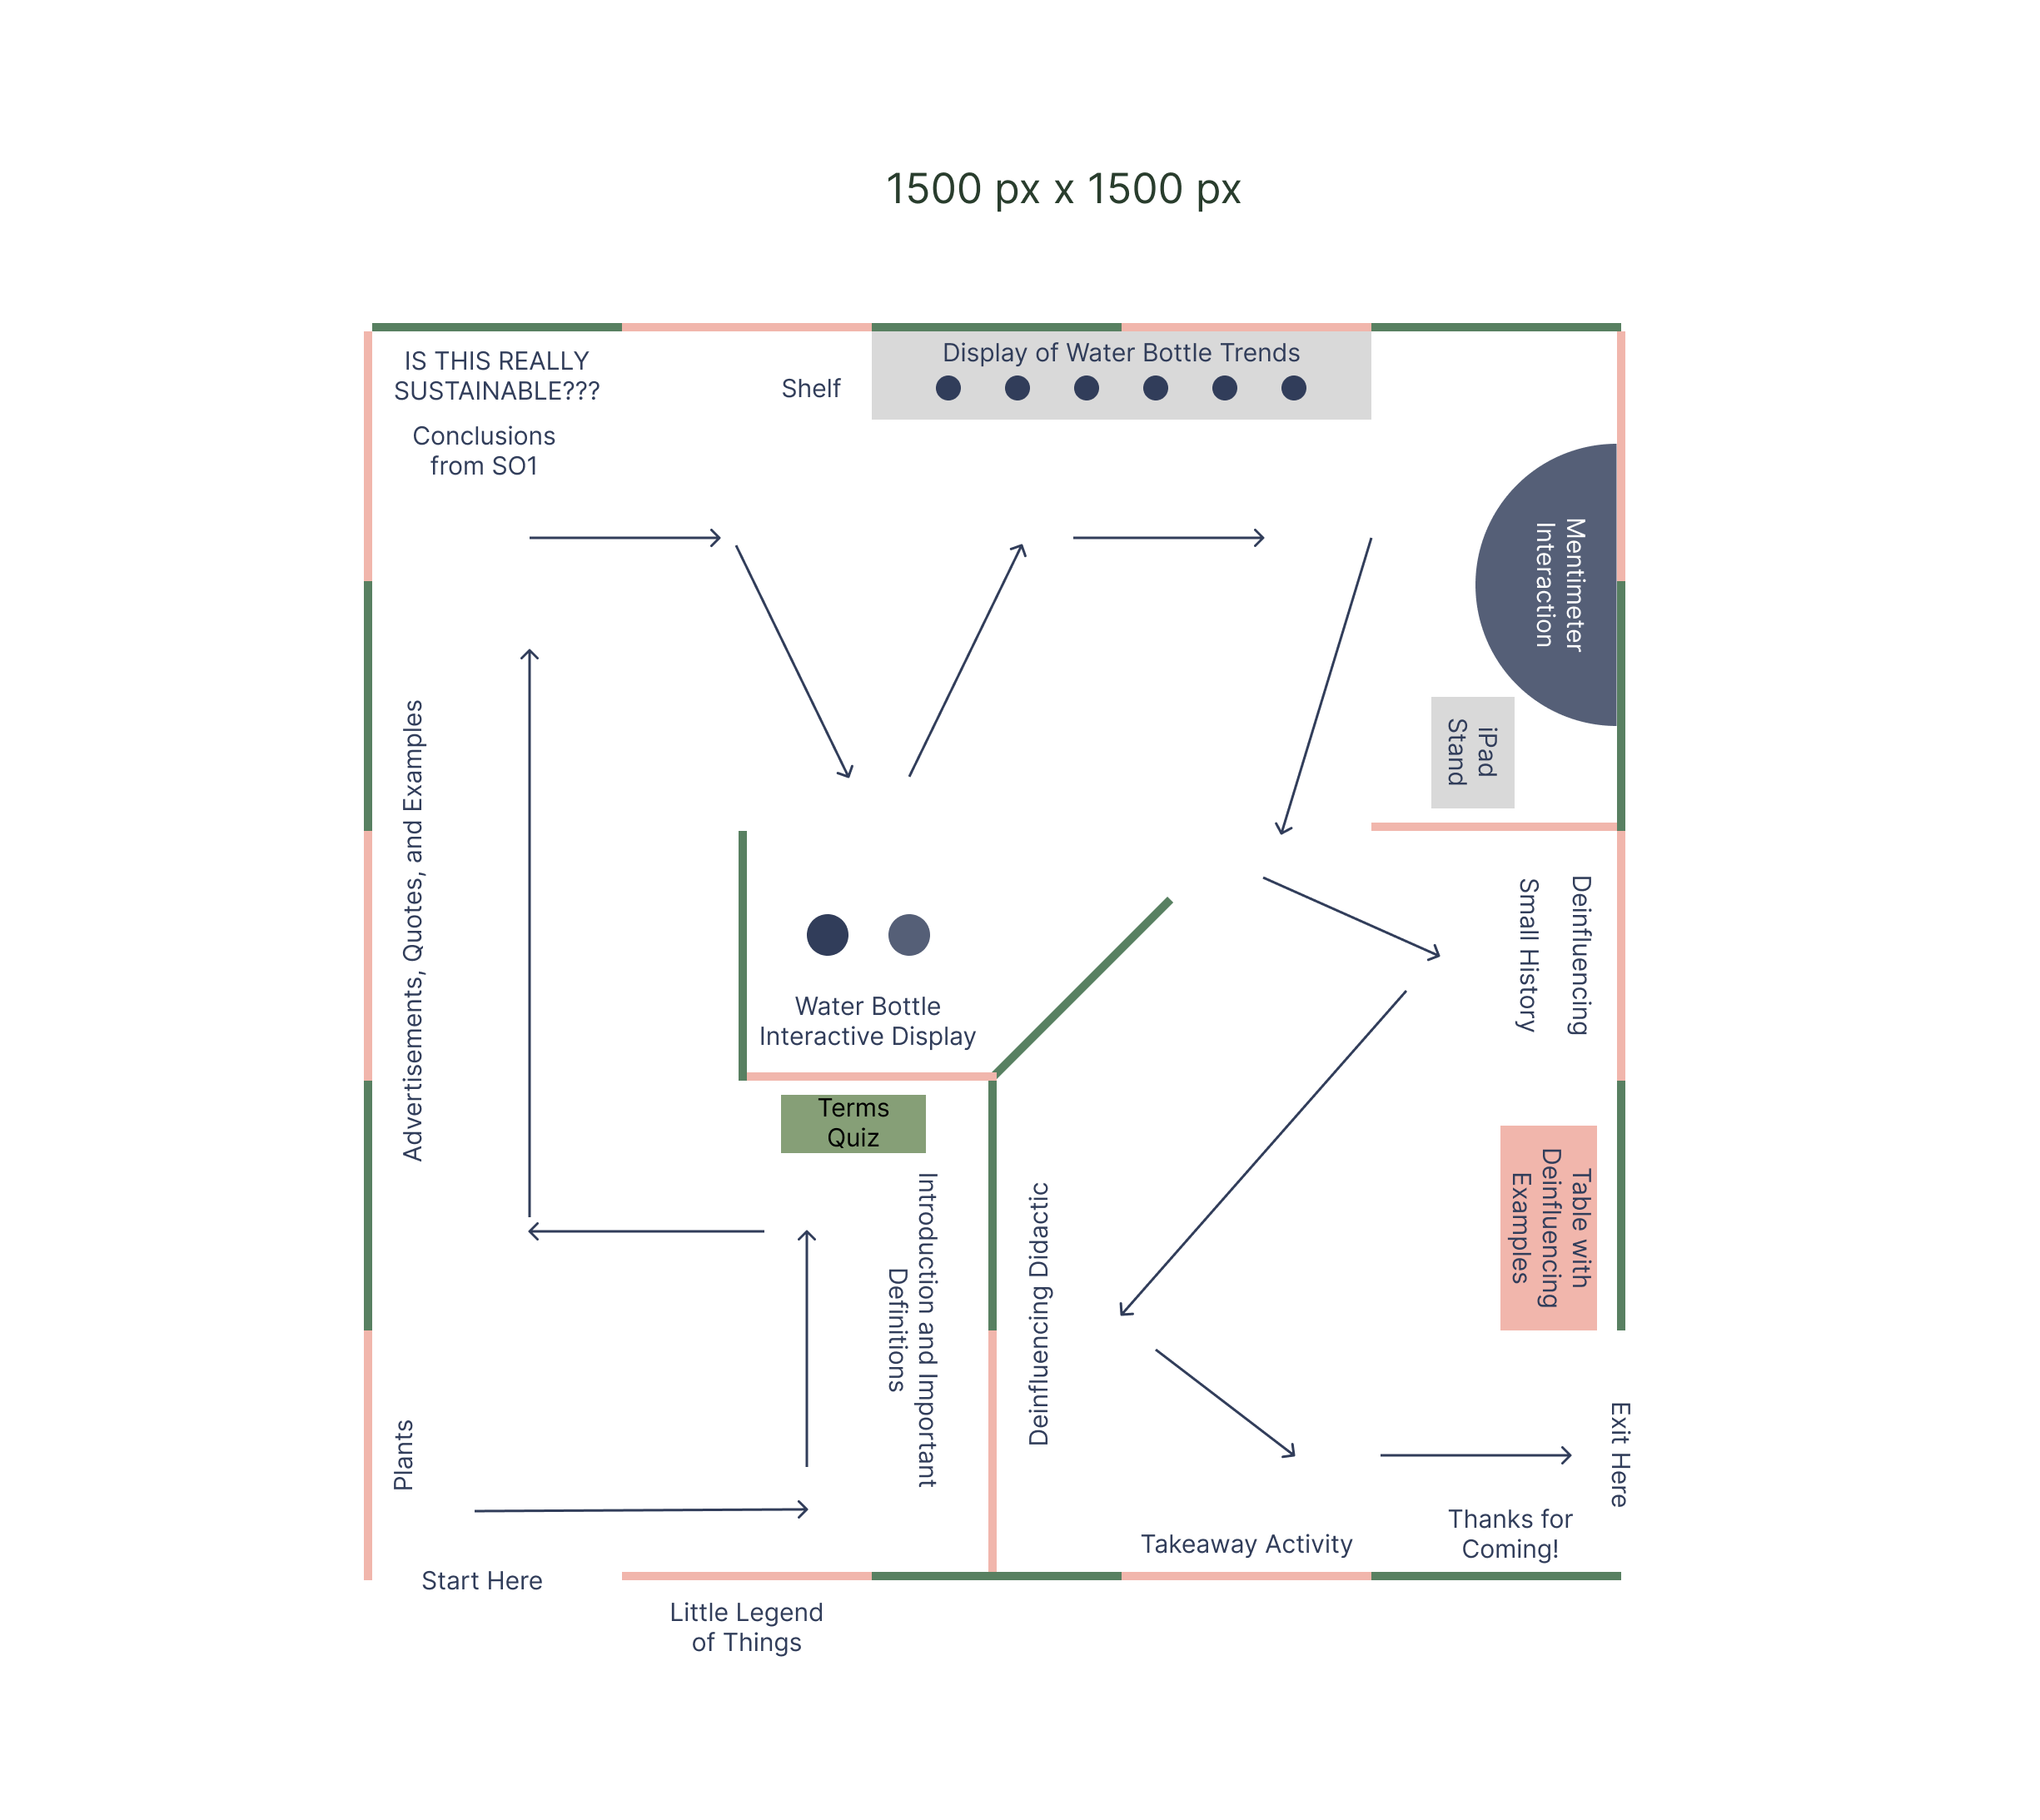 1500 px x 1500 px
IS THIS REALLY
SUSTAINABLE???
Conclusions
from SO1
Shelf
Display of Water Bottle Trends
Mentimeter
Interaction
iPad
Stand
Advertisements, Quotes, and Examples
Water Bottle
Interactive Display
Deinfluencing
Small History
Terms
Quiz
Introduction and Important
Definitions
Deinfluencing Didactic
Table with
Deinfluencing
Examples
Plants
Exit Here
Thanks for
Coming!
Takeaway Activity
Start Here
Little Legend
of Things